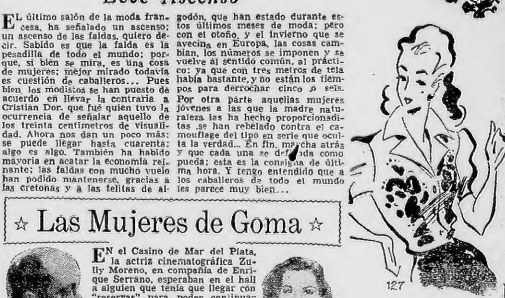 EL último salón de la moda fran-
cesa, ha señalado un ascenso;
un ascenso de las faldas, quiero de-
cir. Sabido es que la falda es la
pesadilla de todo el mundo; por-
que, si bien se mira, es una cosa
de mujeres; mejor mirado todavía
es cuestión de caballeros... Pues
bien, los modistos se han puesto de
acuerdo en llevar la contraria a
Cristian Dor, que fué quien tuvo la
ocurrencia de señalar aquello de
los treinta centímetros de visuali-
dad. Ahora nos dan un poco más:
se puede llegar hasta cuarenta;
algo es algo. También ha habido
mayoría en acatar la economía rei-
nante; las faldas con mucho vuelo
han podido mantenerse, gracias a
las cretonas y a las telitas de al-
godón, que han estado durante es-
tos últimos meses de moda; pero
con el otoño, y el invierno que se
avecina en Europa, las cosas cam-
bian, los números se imponen y se
vuelve al sentido común, al prácti-
co: ya que con tres metros de tela
habrá bastante, y no están los tiem-
pos para derrochar cinco o seis.
Por otra parte aquellas mujeres
jóvenes a las que la madre natu-
raleza las ha hecho proporcionadi-
tas se han rebelado contra el ca-
mouflage del tipo en serie que ocul-
ta la verdad... En fin, marcha atrás
y que cada una se defienda como
pueda; esta es la consigna de últi-
ma hora. Y tengo entendido que a
los caballeros de todo el mundo
les parece muy bien...
☆ Las Mujeres de Goma ☆
EN el Casino de Mar del Plata,
la actriz cinematográfica Zu-
lly Moreno, en compañía de Enri-
que Serrano, esperaban en el hall
a alguien que tenía que llegar con
"reservas" para poder continuar
127